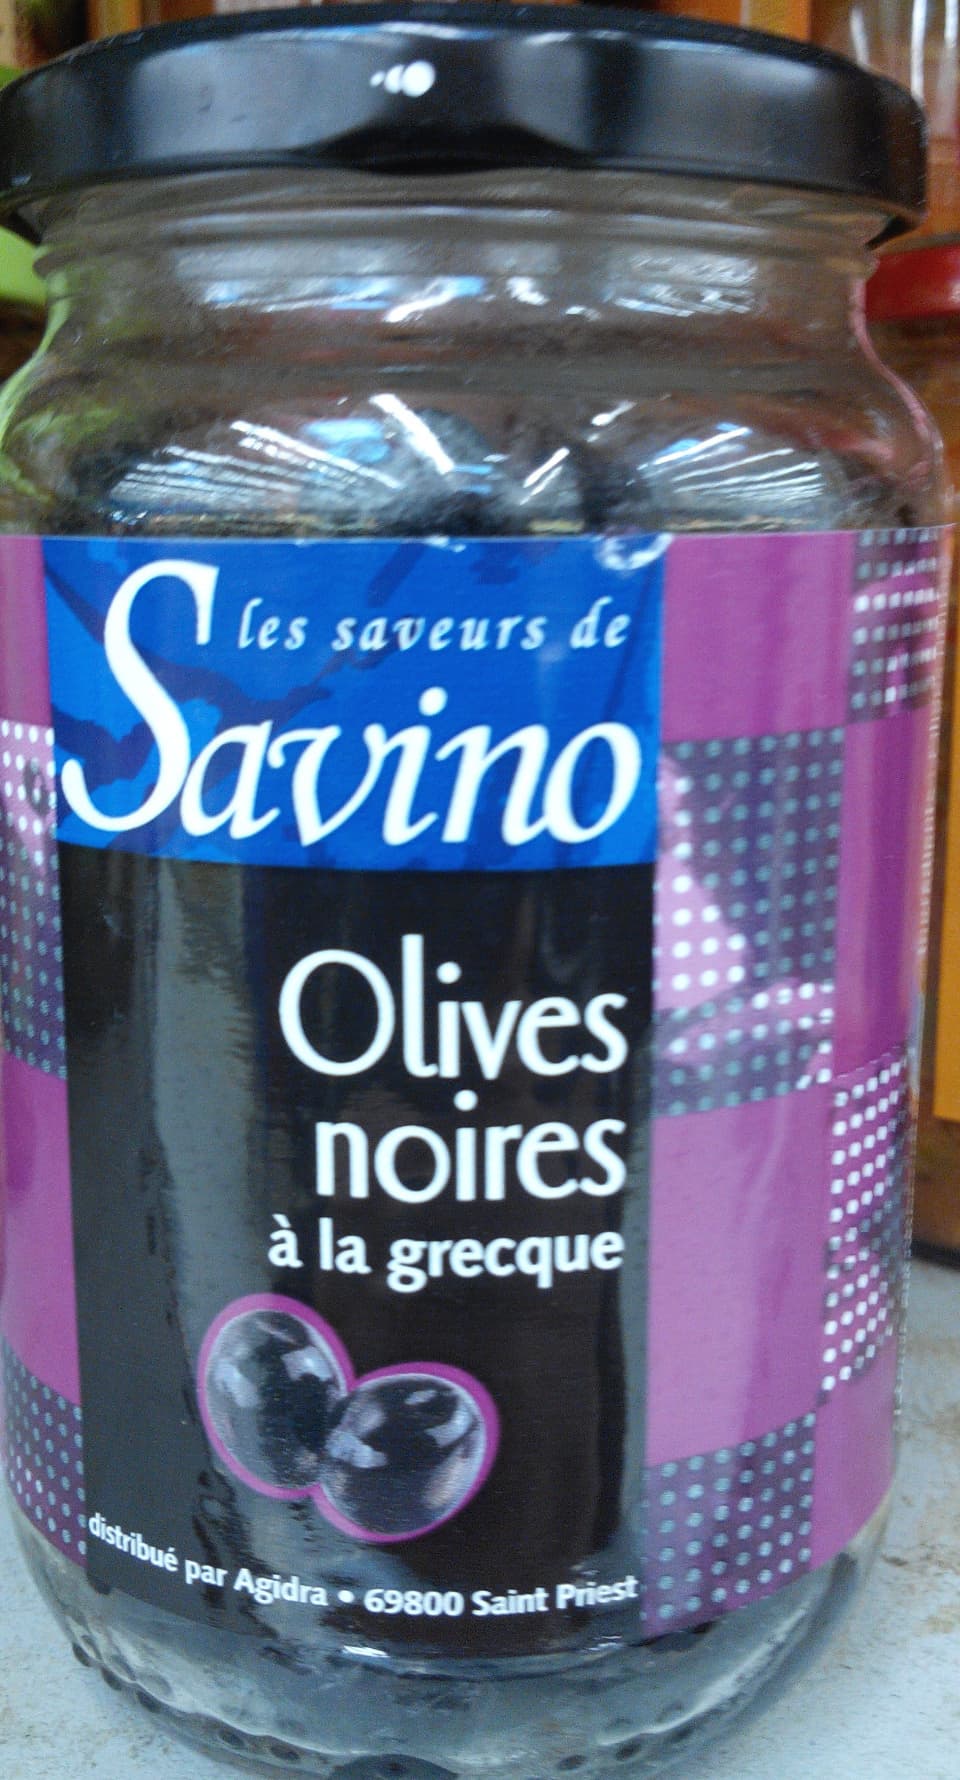 les saveurs de
Savino
Olives
noires
à la grecque
distribué par Agidra • 69800 Saint Priest